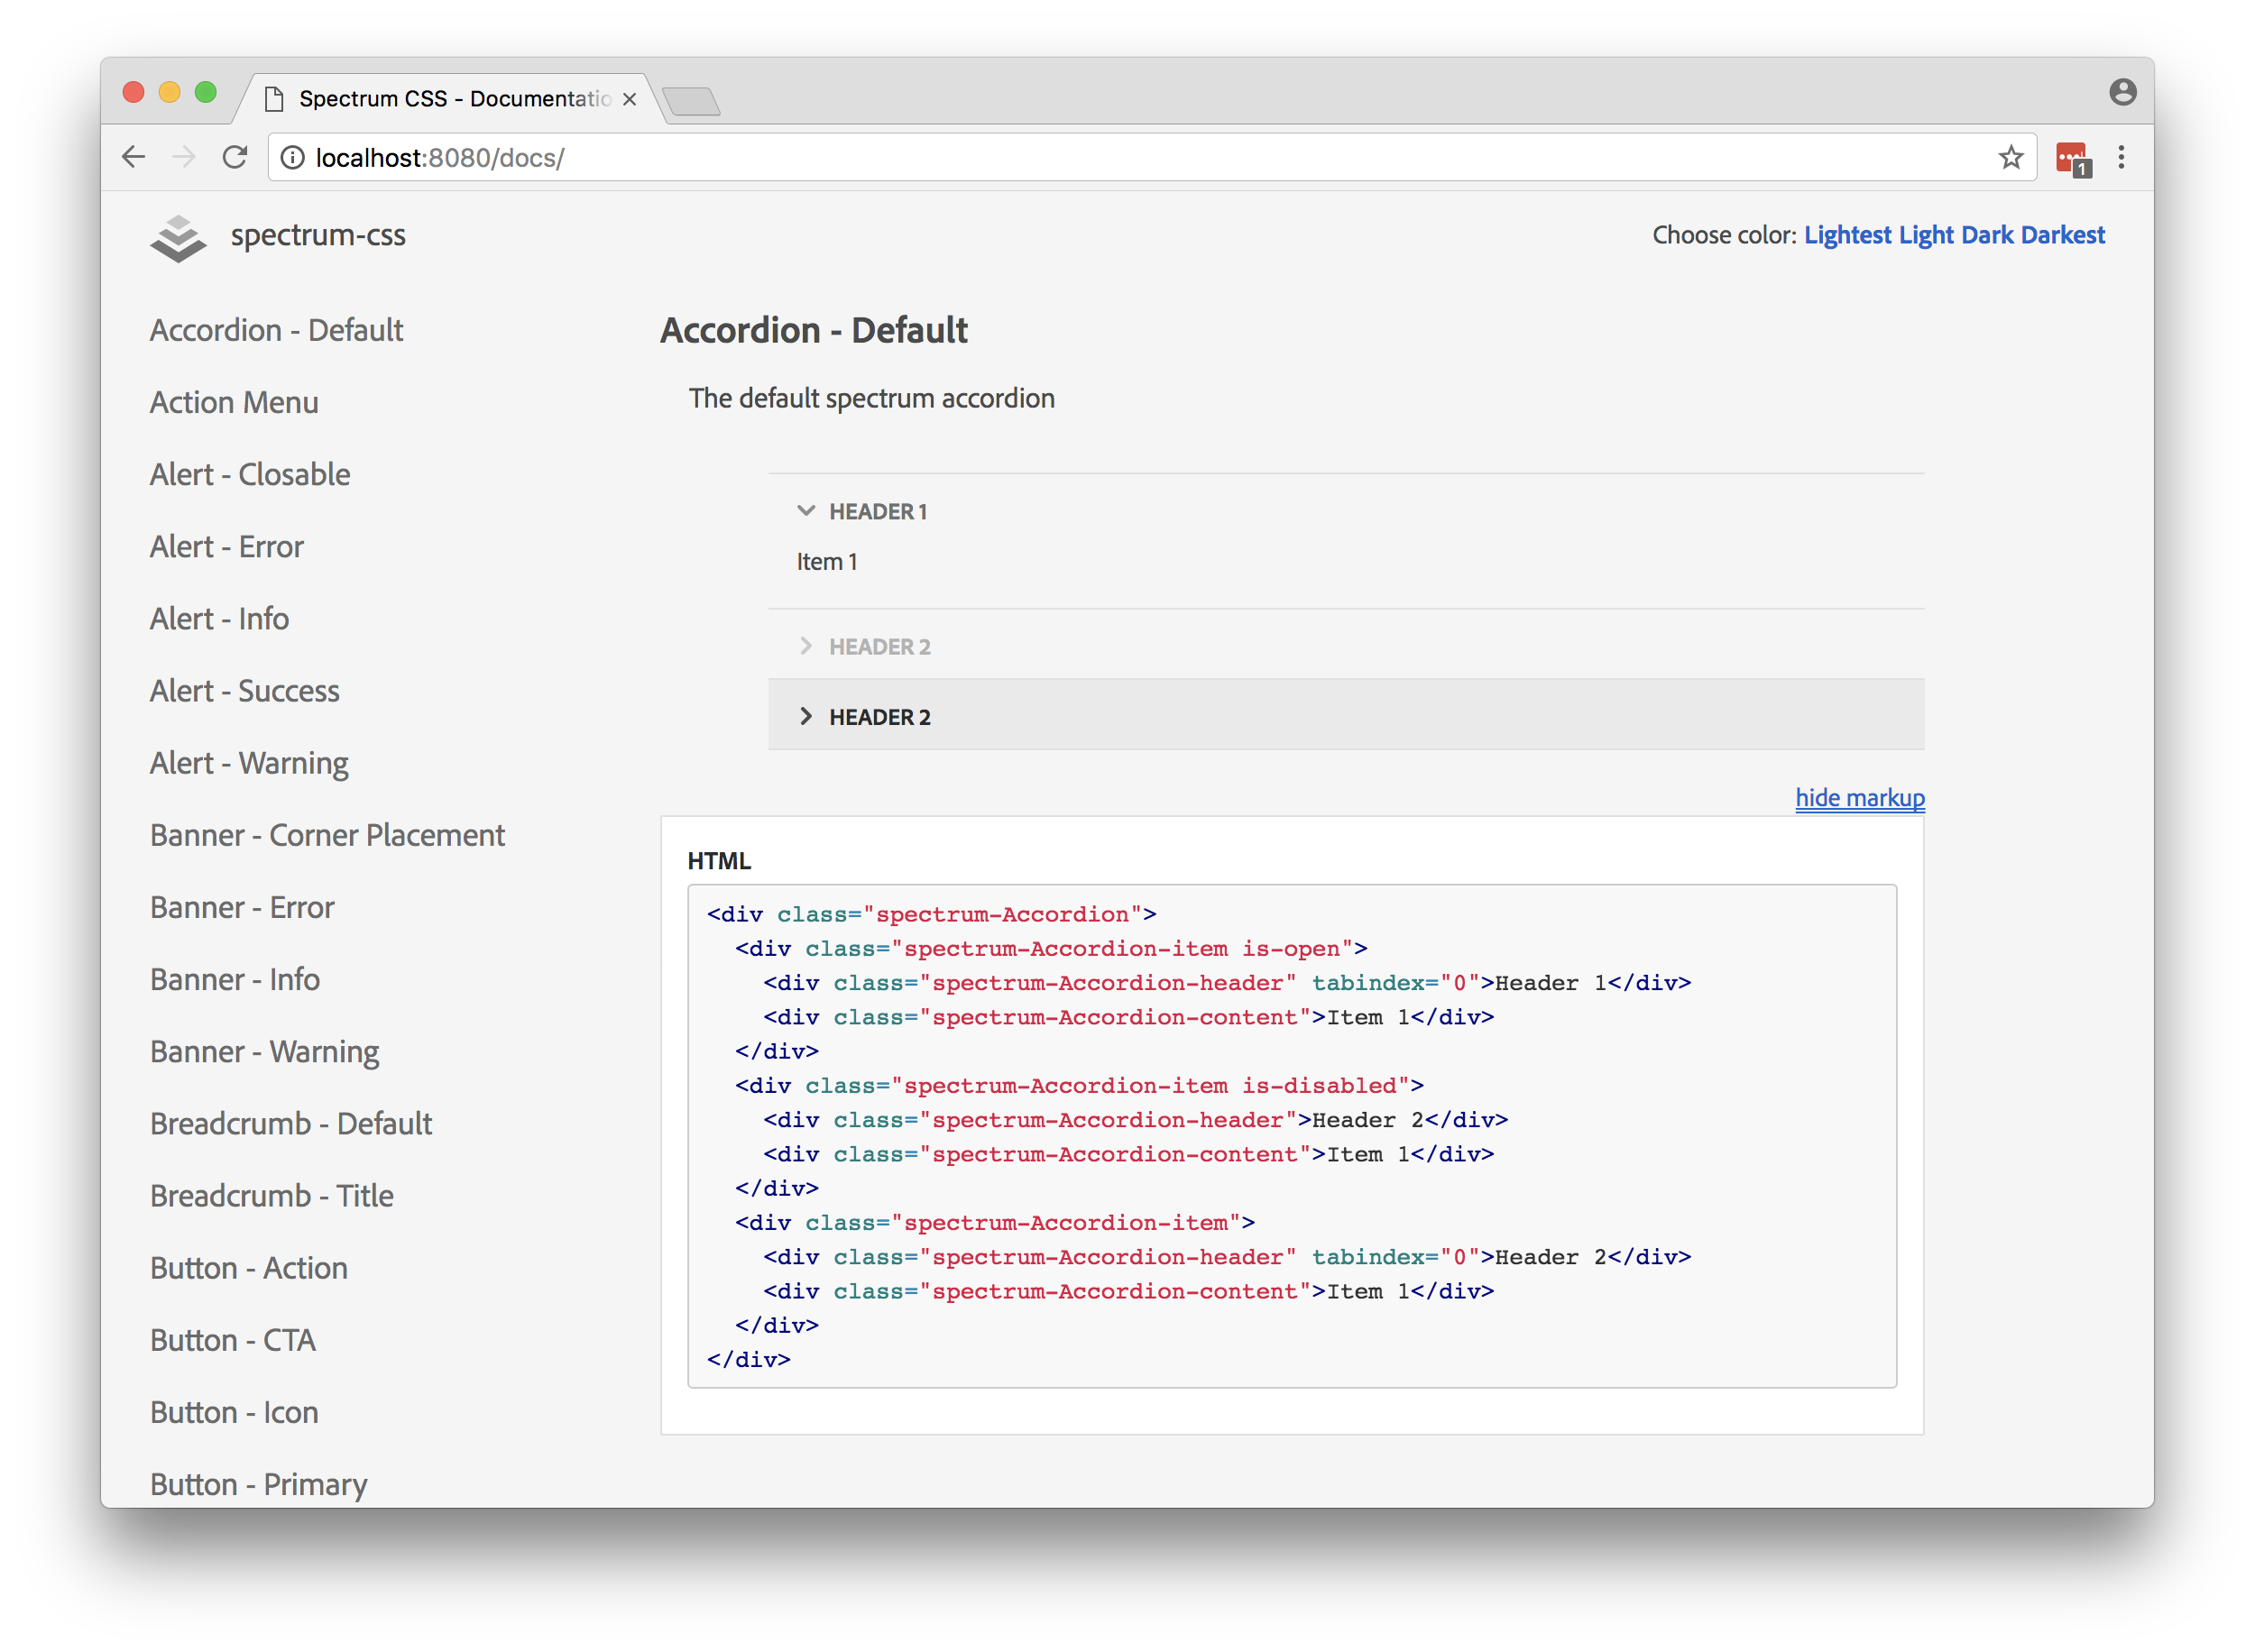 Spectrum CSS - Documentatio
localhost:8080/docs/
1
spectrum-css
Choose color: Lightest Light Dark Darkest
Accordion - Default
Action Menu
Alert - Closable
Alert - Error
Alert - Info
Alert - Success
Alert - Warning
Banner - Corner Placement
Banner - Error
Banner - Info
Banner - Warning
Breadcrumb - Default
Breadcrumb - Title
Button - Action
Button - CTA
Button - Icon
Button - Primary
Accordion - Default
The default spectrum accordion
HEADER 1
Item 1
HEADER 2
HEADER 2
hide markup
HTML
<div class="spectrum-Accordion">
  <div class="spectrum-Accordion-item is-open">
    <div class="spectrum-Accordion-header" tabindex="0">Header 1</div>
    <div class="spectrum-Accordion-content">Item 1</div>
  </div>
  <div class="spectrum-Accordion-item is-disabled">
    <div class="spectrum-Accordion-header">Header 2</div>
    <div class="spectrum-Accordion-content">Item 1</div>
  </div>
  <div class="spectrum-Accordion-item">
    <div class="spectrum-Accordion-header" tabindex="0">Header 2</div>
    <div class="spectrum-Accordion-content">Item 1</div>
  </div>
</div>